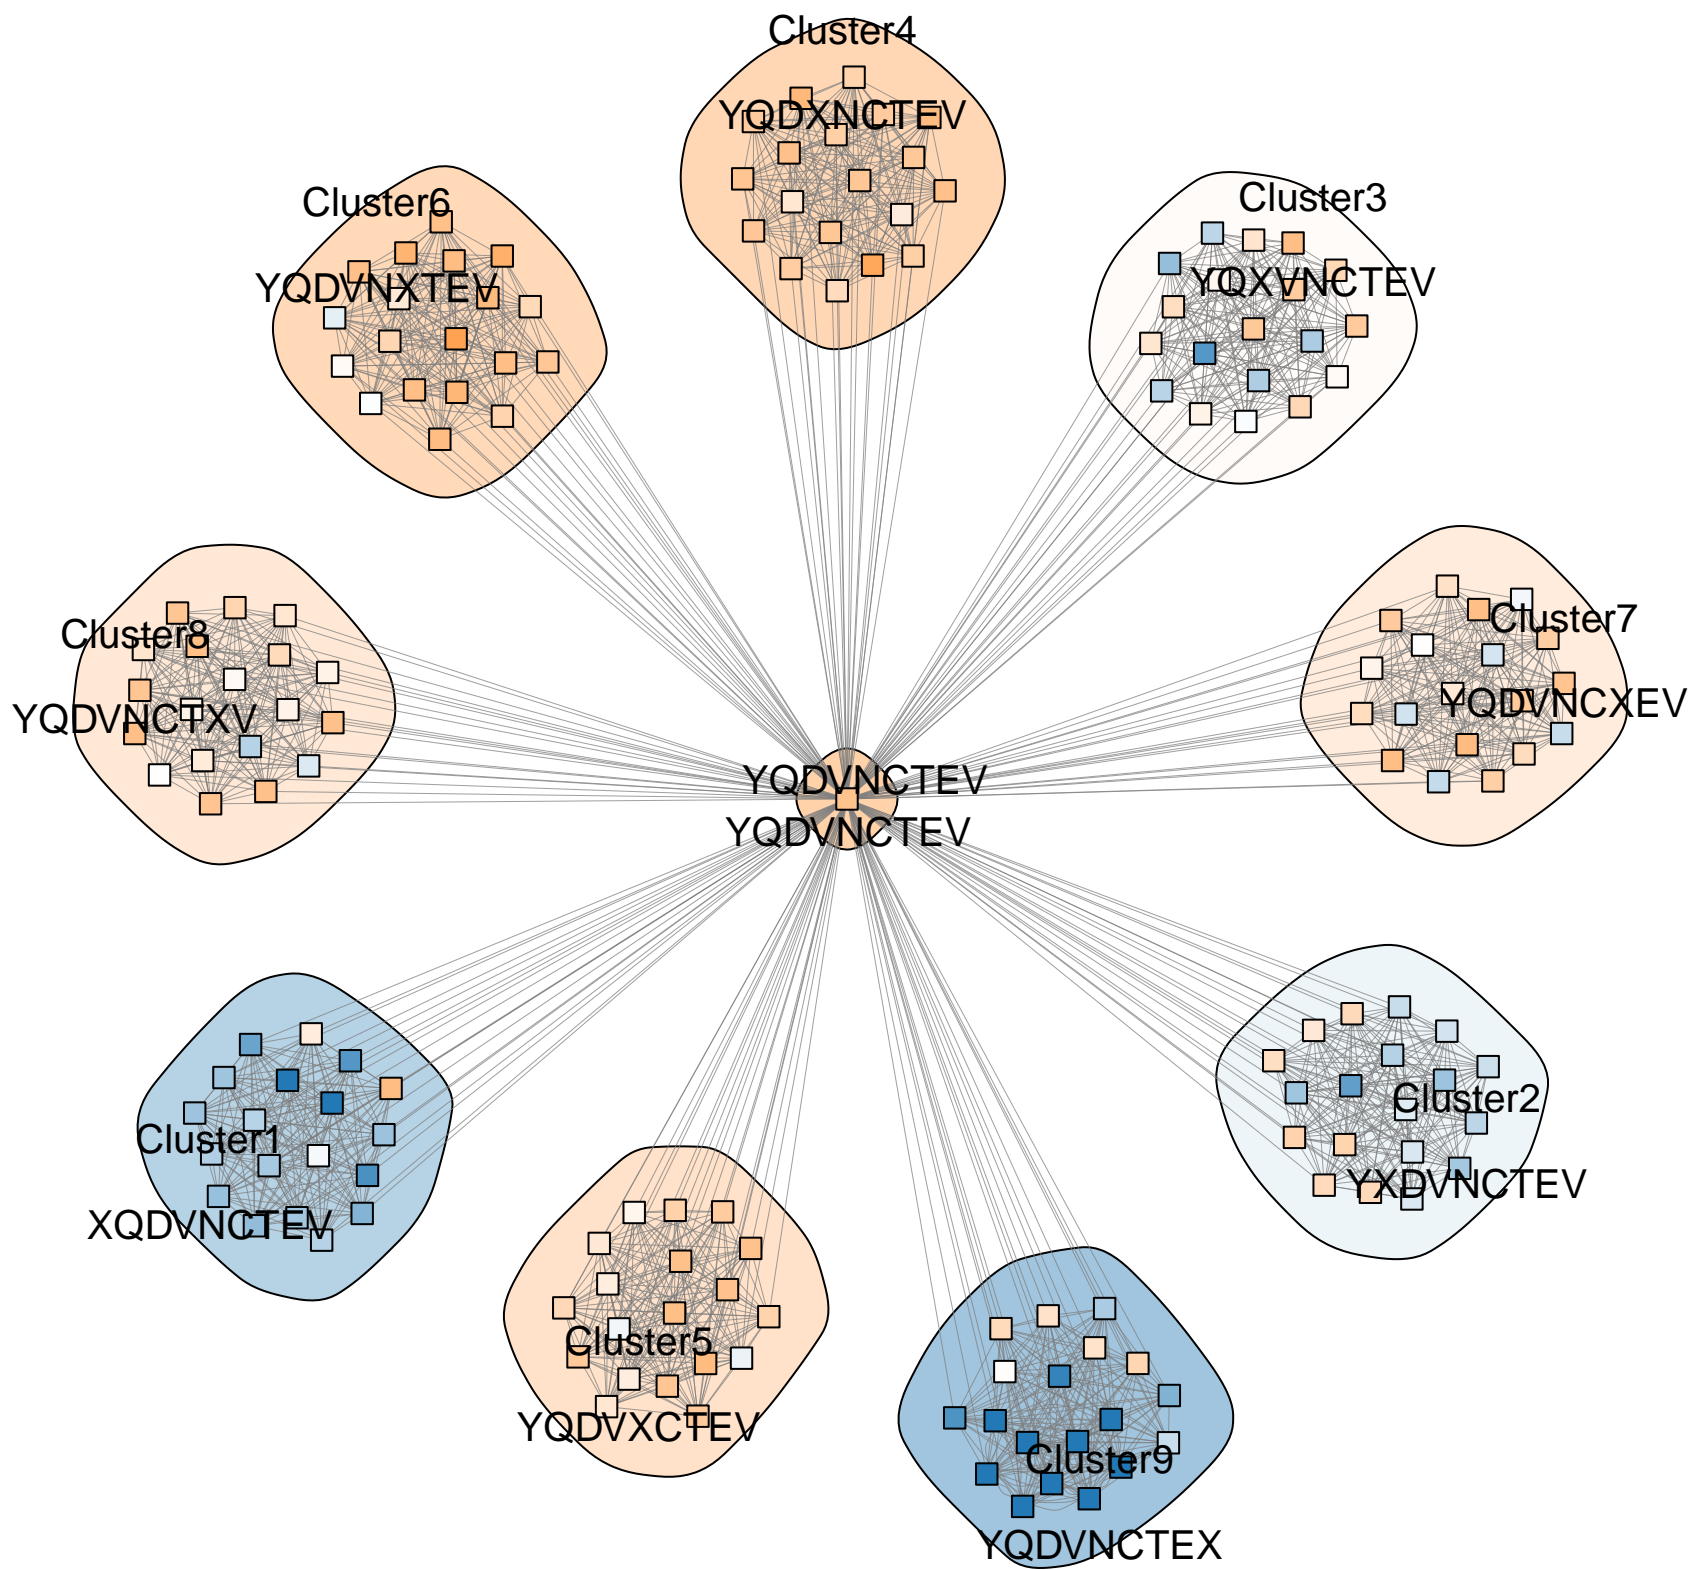 Cluster4
YQDXNCTEV
Cluster6
YQDVNXTEV
Cluster3
YQXVNCTEV
Cluster8
YQDVNCTXV
Cluster7
YQDVNCXEV
YQDVNCTEV
YQDVNCTEV
Cluster1
XQDVNCTEV
Cluster2
YXDVNCTEV
Cluster5
YQDVXCTEV
Cluster9
YQDVNCTEX